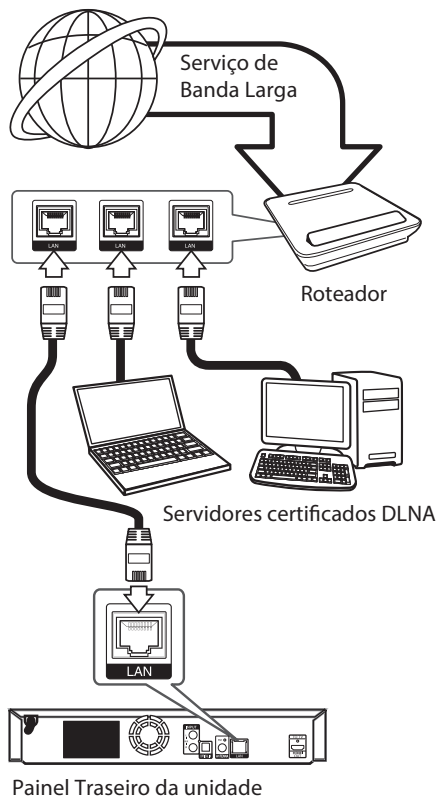 Serviço de
Banda Larga
LAN
LAN
LAN
Roteador
Servidores certificados DLNA
LAN
Painel Traseiro da unidade